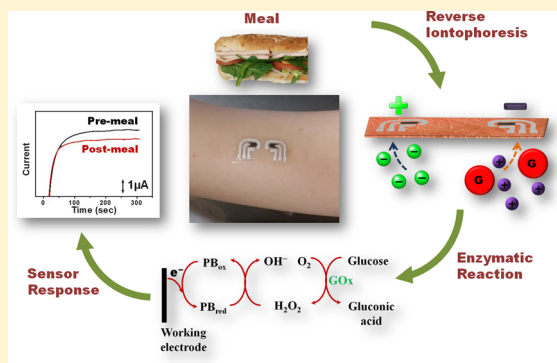 Meal
Reverse
Iontophoresis
Pre-meal
Post-meal
1μA
Current
0
100
200
300
Time (sec)
+
−
−
−
−
−
G
G
+
+
+
+
Enzymatic
Reaction
Sensor
Response
e⁻
PBox
OH⁻
O₂
Glucose
GOx
PBred
H₂O₂
Gluconic
acid
Working
electrode